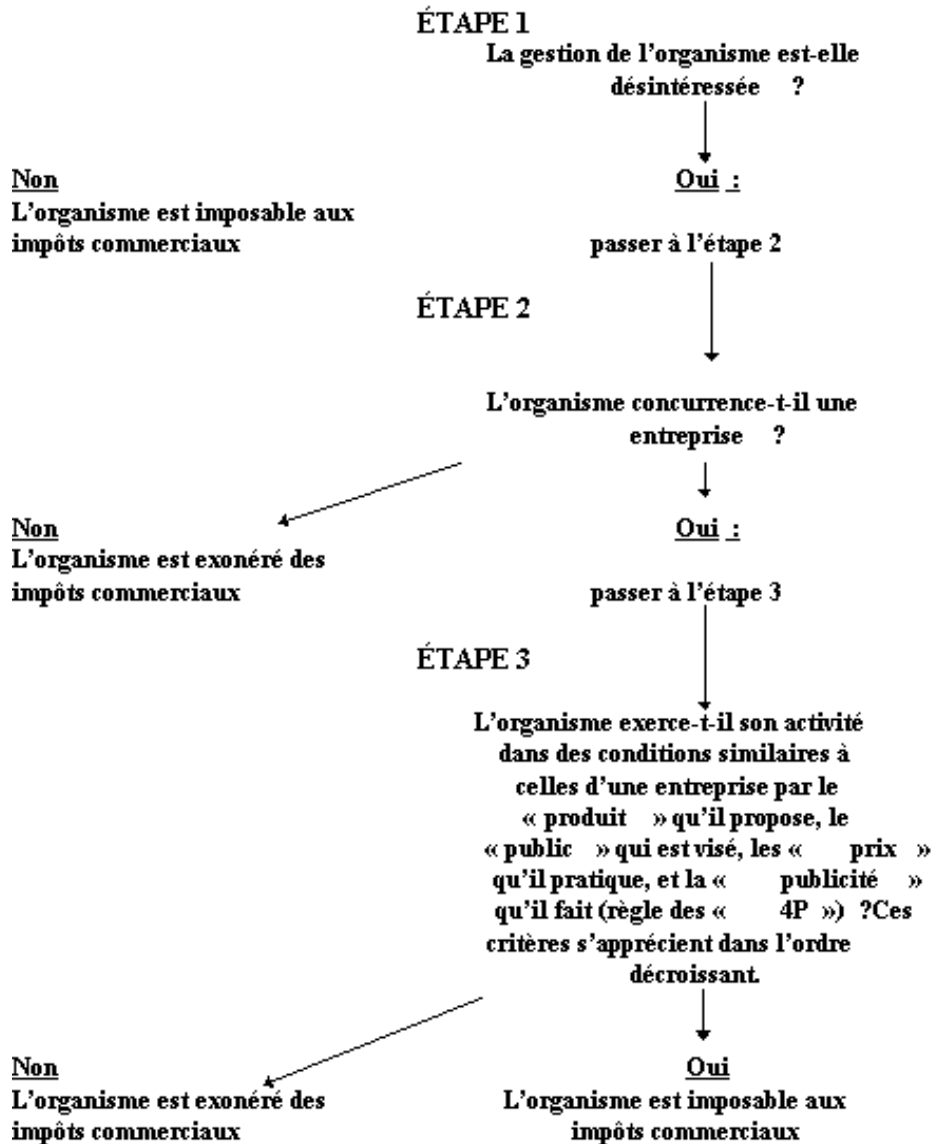 ÉTAPE 1
La gestion de l'organisme est-elle
désintéressée ?
Non
L'organisme est imposable aux
impôts commerciaux
Oui :
passer à l'étape 2
ÉTAPE 2
L'organisme concurrence-t-il une
entreprise ?
Non
L'organisme est exonéré des
impôts commerciaux
Oui :
passer à l'étape 3
ÉTAPE 3
L'organisme exerce-t-il son activité
dans des conditions similaires à
celles d'une entreprise par le
« produit » qu'il propose, le
« public » qui est visé, les « prix »
qu'il pratique, et la « publicité »
qu'il fait (règle des « 4P ») ?Ces
critères s'apprécient dans l'ordre
décroissant.
Non
L'organisme est exonéré des
impôts commerciaux
Oui
L'organisme est imposable aux
impôts commerciaux